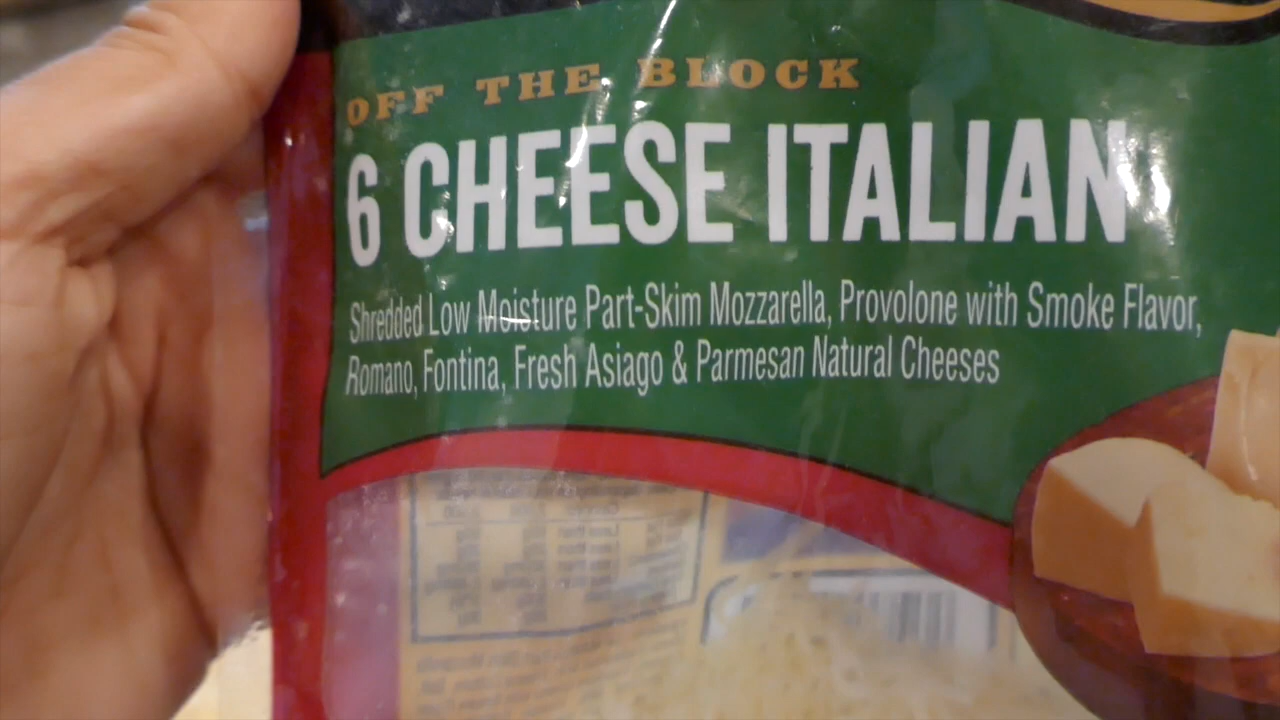 OFF THE BLOCK
6 CHEESE ITALIAN
Shredded Low Moisture Part-Skim Mozzarella, Provolone with Smoke Flavor,
Romano, Fontina, Fresh Asiago & Parmesan Natural Cheeses